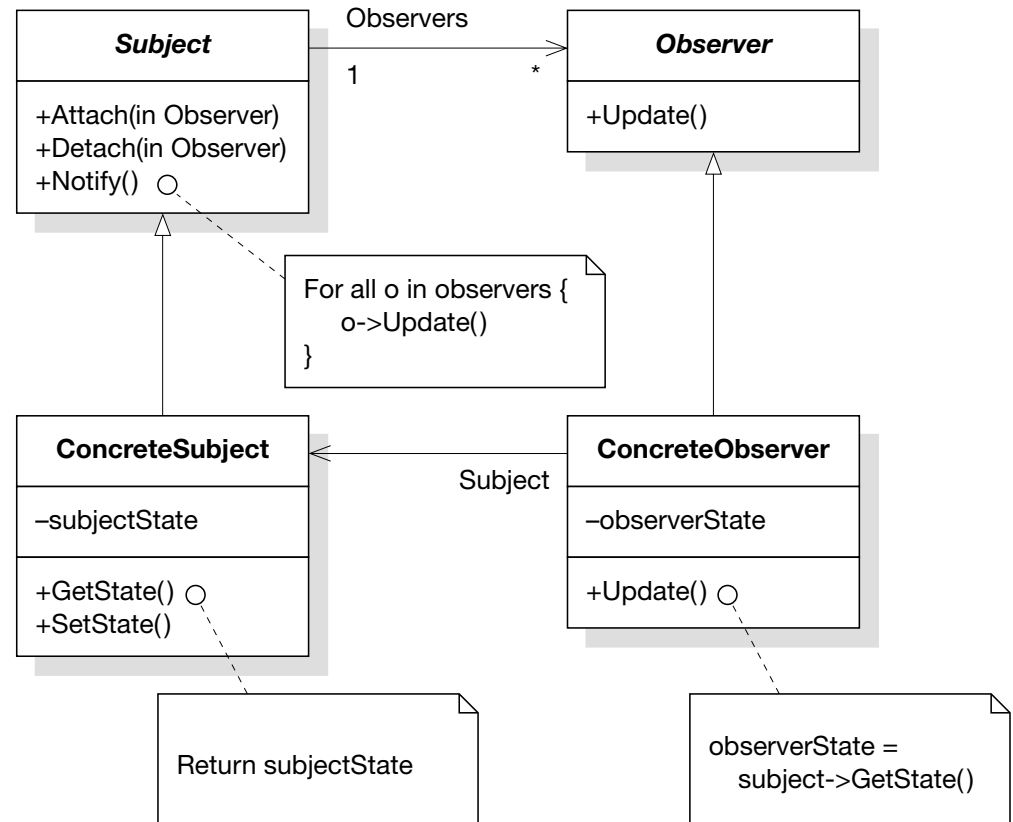 Subject
Observers
1
*
Observer
+Attach(in Observer)
+Detach(in Observer)
+Notify()
+Update()
For all o in observers {
o->Update()
}
ConcreteSubject
–subjectState
+GetState()
+SetState()
Subject
ConcreteObserver
–observerState
+Update()
Return subjectState
observerState =
subject->GetState()